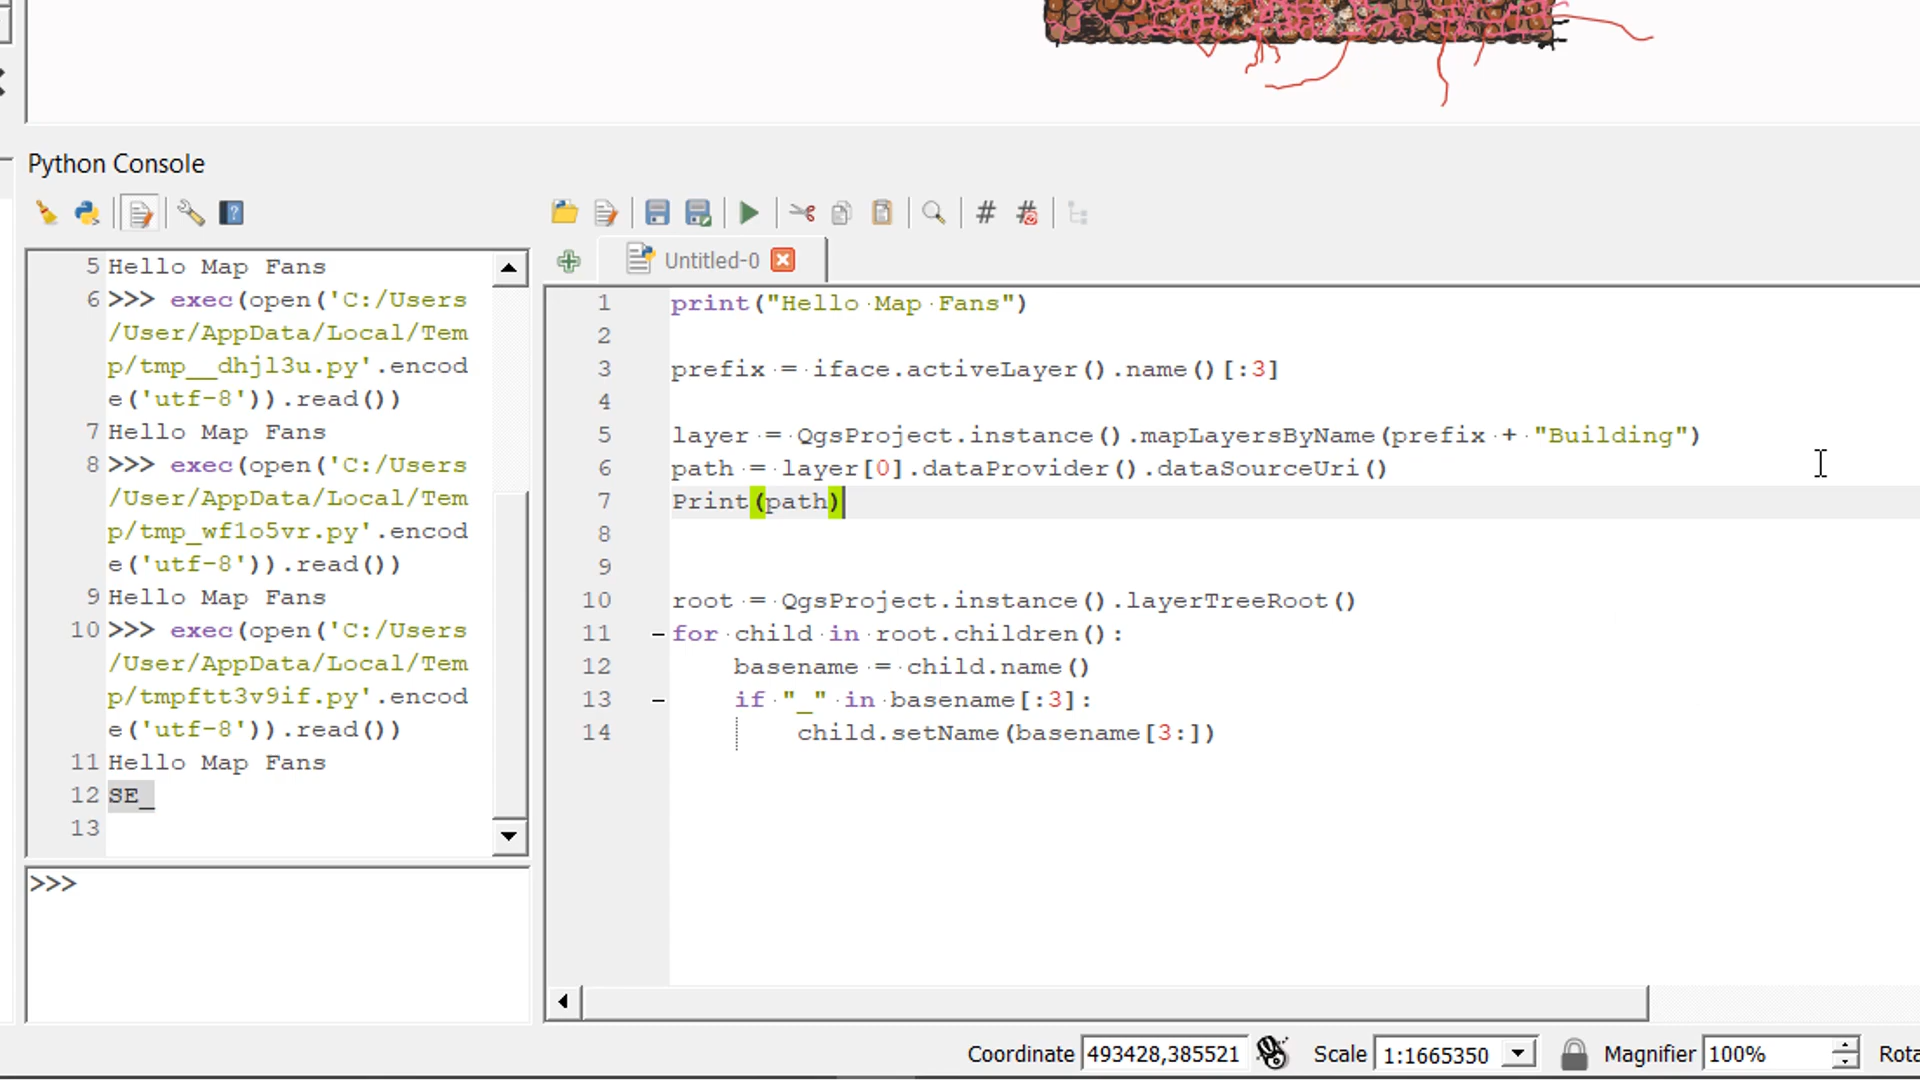 Python Console
Untitled-0
5 Hello Map Fans
6 >>> exec(open('C:/Users
/User/AppData/Local/Tem
p/tmp__dhjl3u.py'.encod
e('utf-8')).read())
7 Hello Map Fans
8 >>> exec(open('C:/Users
/User/AppData/Local/Tem
p/tmp_wf1o5vr.py'.encod
e('utf-8')).read())
9 Hello Map Fans
10 >>> exec(open('C:/Users
/User/AppData/Local/Tem
p/tmpftt3v9if.py'.encod
e('utf-8')).read())
11 Hello Map Fans
12 SE_
13
>>>
1 print("Hello Map Fans")
2
3 prefix = iface.activeLayer().name()[:3]
4
5 layer = QgsProject.instance().mapLayersByName(prefix + "Building")
6 path = layer[0].dataProvider().dataSourceUri()
7 Print(path)
8
9
10 root = QgsProject.instance().layerTreeRoot()
11 for child in root.children():
12 basename = child.name()
13 if "_" in basename[:3]:
14 child.setName(basename[3:])
Coordinate 493428,385521 Scale 1:1665350 Magnifier 100% Rota